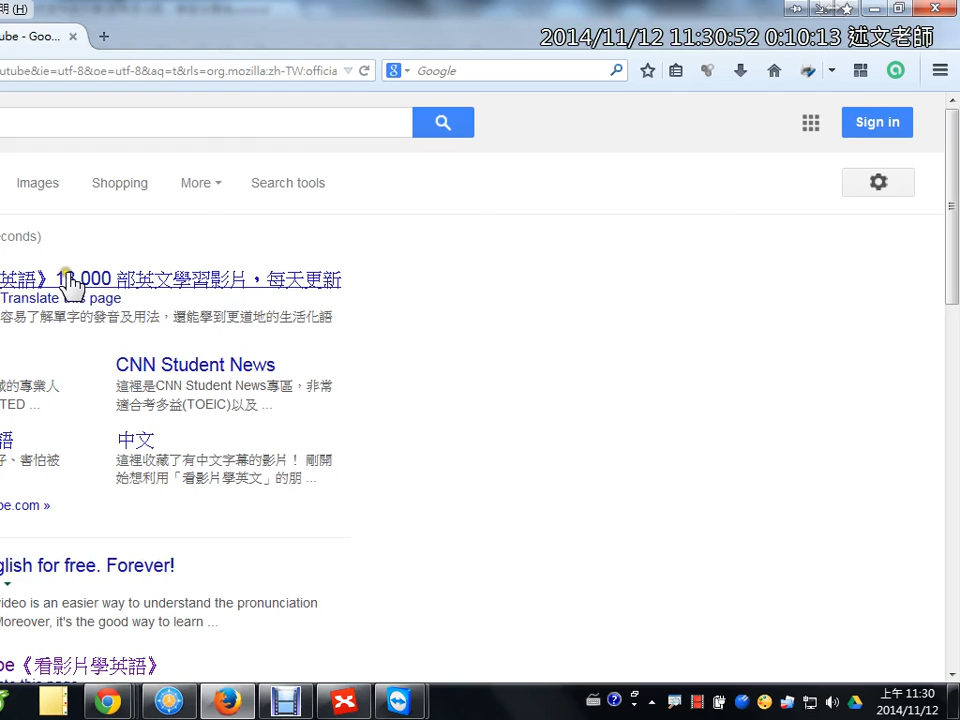 明(H)
ube - Goo...
2014/11/12 11:30:52 0:10:13 述文老師
utube&ie=utf-8&oe=utf-8&aq=t&rls=org.mozilla:zh-TW:officia
Google
Sign in
Images Shopping More Search tools
conds)
英語》 13,000 部英文學習影片，每天更新
Translate this page
容易了解單字的發音及用法，還能學到更道地的生活化語
CNN Student News
域的專業人
TED ...
這裡是CNN Student News專區，非常
適合考多益(TOEIC)以及 ...
語
子、害怕被
中文
這裡收藏了有中文字幕的影片！ 剛開
始想利用「看影片學英文」的朋 ...
be.com »
glish for free. Forever!
video is an easier way to understand the pronunciation
Moreover, it's the good way to learn ...
be《看影片學英語》
上午 11:30
2014/11/12